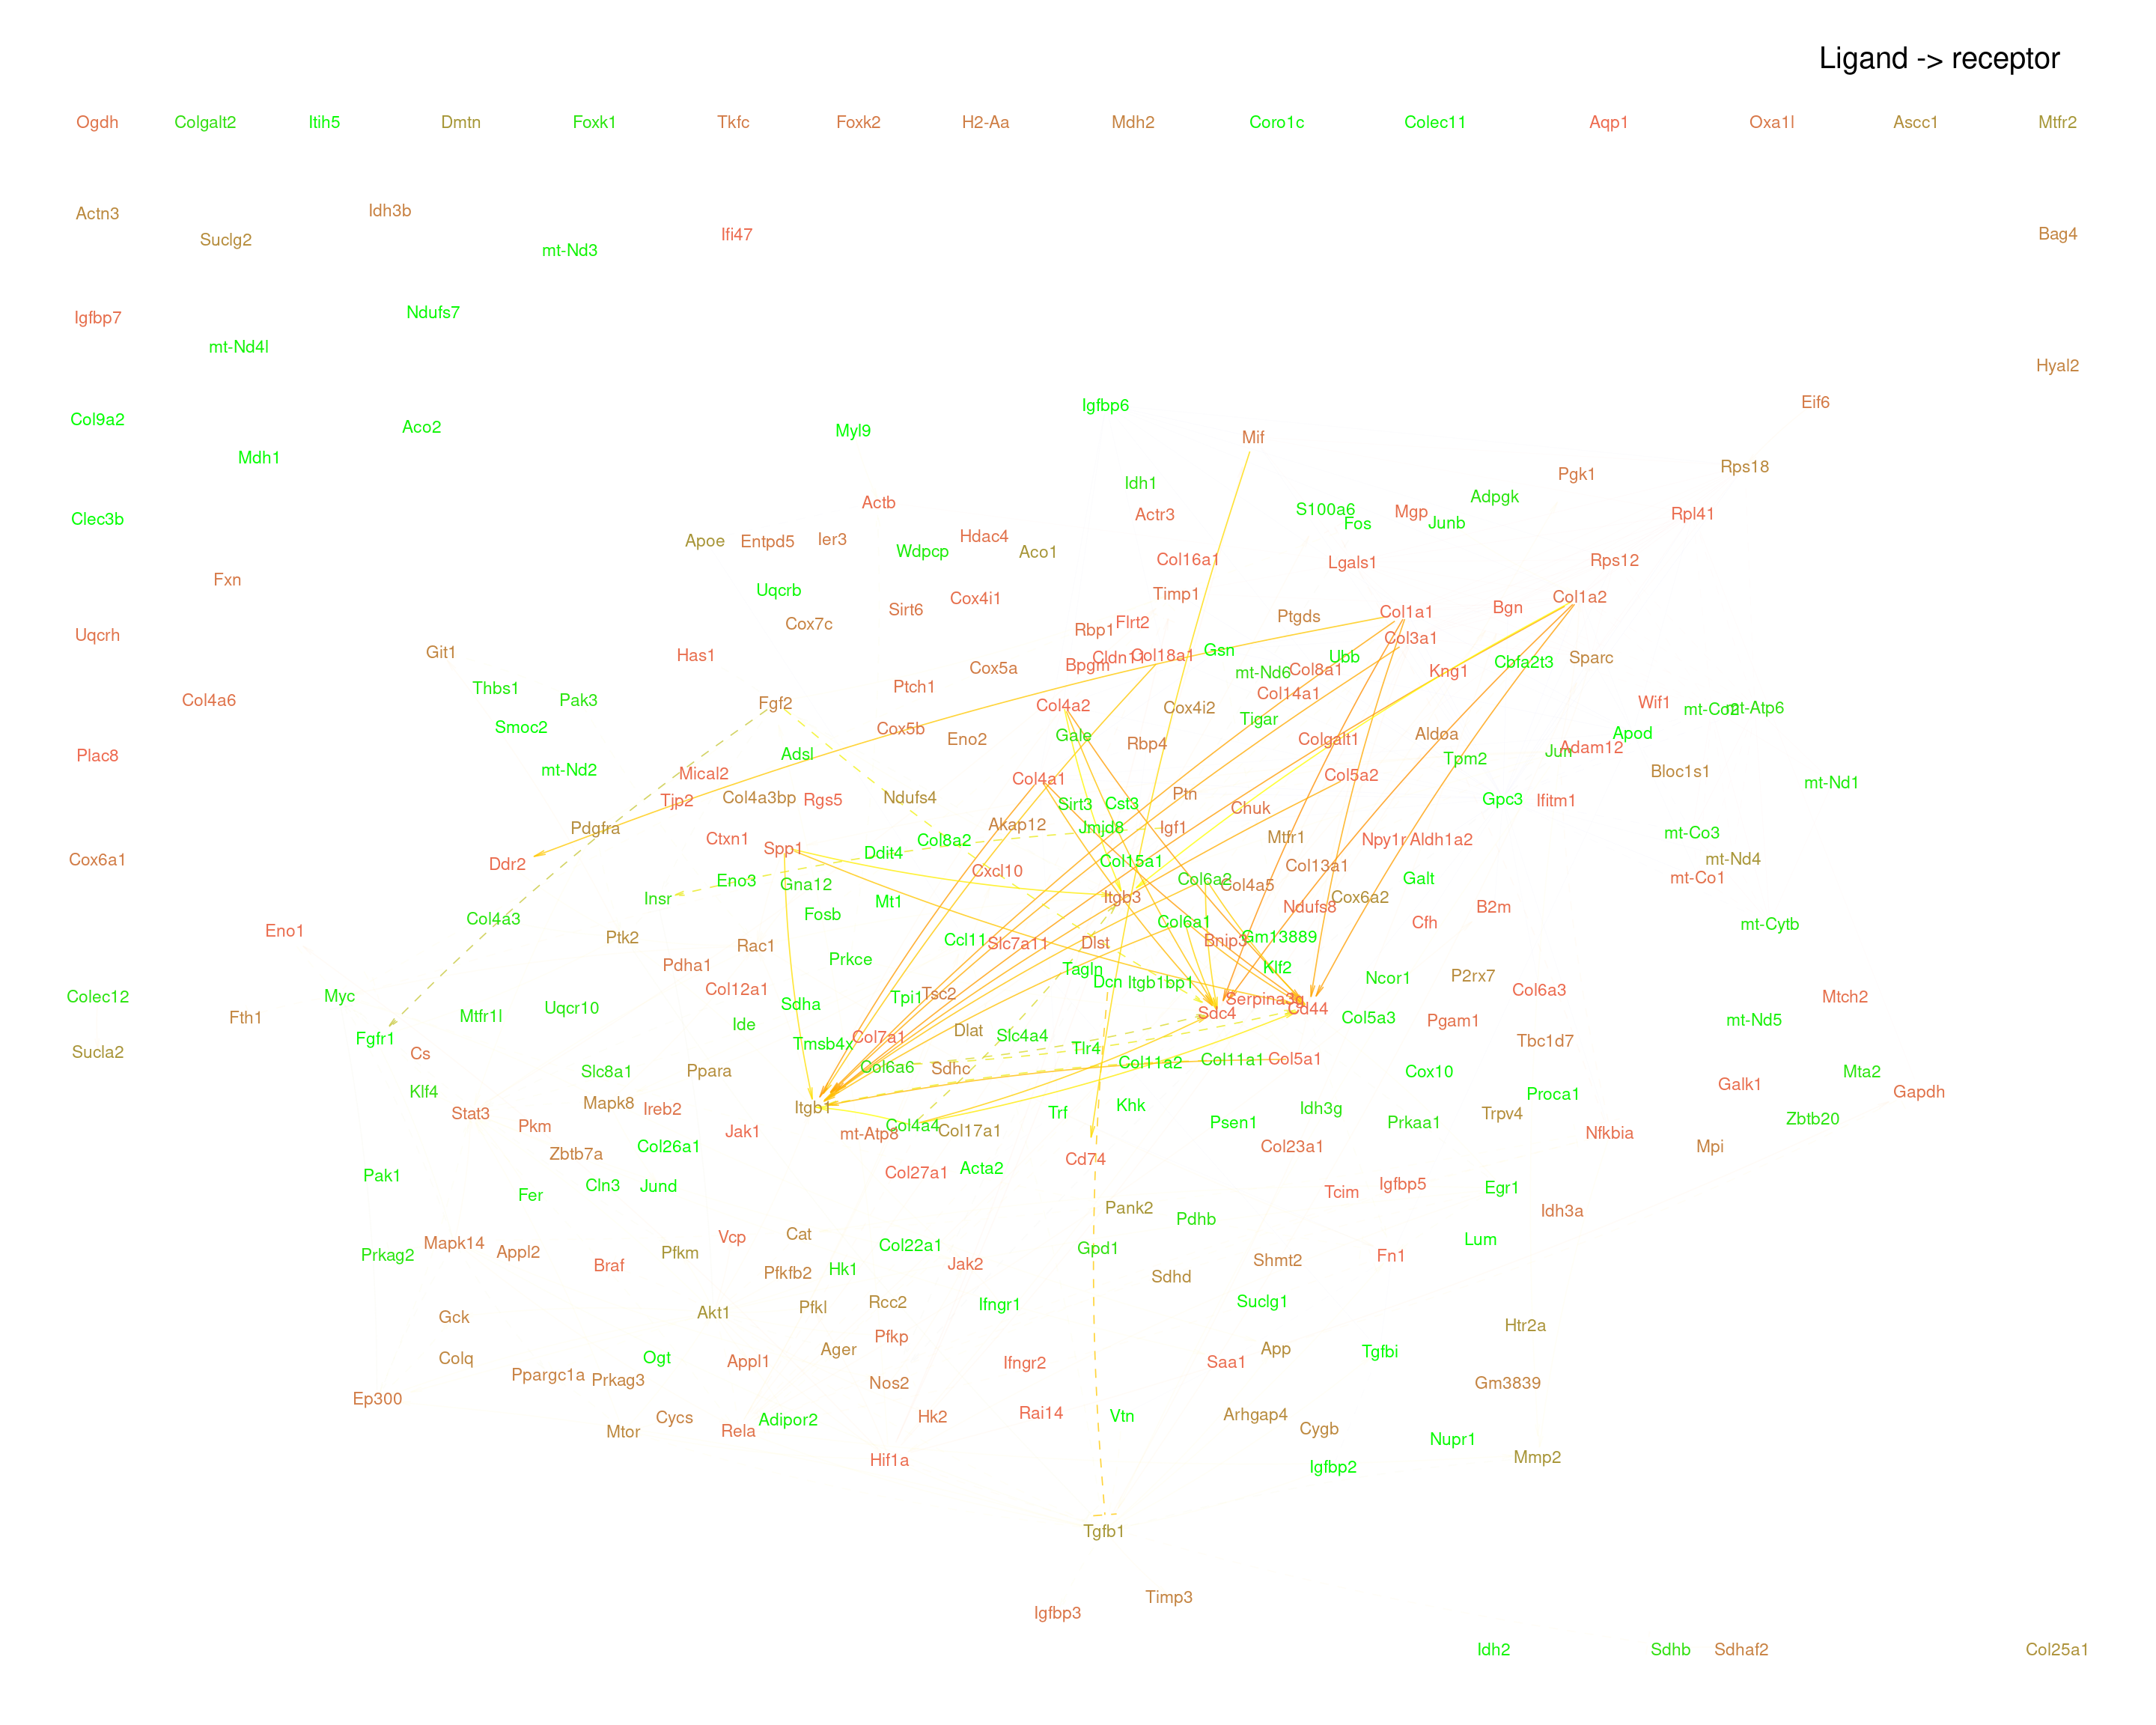 Ligand -> receptor
Ogdh Colgalt2 Itih5 Dmtn Foxk1 Tkfc Foxk2 H2-Aa Mdh2 Coro1c Colec11 Aqp1 Oxa1l Ascc1 Mtfr2
Actn3 Idh3b
Suclg2 mt-Nd3 Ifi47 Bag4
Igfbp7 Ndufs7
mt-Nd4l Hyal2
Col9a2 Aco2 Myl9 Igfbp6 Mif Eif6
Mdh1 Idh1 Pgk1 Rps18
Clec3b Actb Actr3 S100a6 Fos Mgp Junb Adpgk Rpl41
Apoe Entpd5 Ier3 Wdpcp Hdac4 Aco1 Col16a1 Lgals1 Rps12
Fxn Uqcrb Sirt6 Cox4i1 Timp1 Col1a1 Bgn Col1a2
Uqcrh Cox7c Rbp1 Flrt2 Ptgds Col3a1
Git1 Has1 Cox5a Bpgm Cldn11 Col18a1 Gsn mt-Nd6 Col8a1 Ubb Kng1 Cbfa2t3 Sparc
Col4a6 Thbs1 Pak3 Fgf2 Ptch1 Col4a2 Cox4i2 Col14a1 Wif1 mt-Co2 mt-Atp6
Smoc2 Cox5b Eno2 Gale Rbp4 Tigar Colgalt1 Aldoa Apod
Plac8 mt-Nd2 Adsl Tpm2 Jun Adam12
Mical2 Col4a1 Col5a2 Bloc1s1 mt-Nd1
Tjp2 Col4a3bp Rgs5 Ndufs4 Sirt3 Cst3 Ptn Chuk Gpc3 Ifitm1
Pdgfra Ctxn1 Akap12 Jmjd8 Igf1 Mtfr1 Npy1r Aldh1a2 mt-Co3
Cox6a1 Ddr2 Spp1 Ddit4 Col8a2 Cxcl10 Col15a1 Col13a1 mt-Nd4
Insr Eno3 Gna12 Mt1 Itgb3 Col6a2 Col4a5 Cox6a2 Galt mt-Co1
Eno1 Col4a3 Ptk2 Rac1 Fosb Col6a1 Ndufs8 Cfh B2m mt-Cytb
Pdha1 Prkce Ccl11 Slc7a11 Dlst Bnip3 Gm13889
Colec12 Myc Col12a1 Sdha Tpi1 Tsc2 Tagln Dcn Itgb1bp1 Klf2 Ncor1 P2rx7 Col6a3 Mtch2
Fth1 Mtfr1l Uqcr10 Ide Dlat Sdc4 Serpina3g Cd44 Col5a3 Pgam1 mt-Nd5
Sucla2 Fgfr1 Cs Tmsb4x Col7a1 Slc4a4 Tlr4 Tbc1d7
Slc8a1 Ppara Col6a6 Sdhc Col11a2 Col11a1 Col5a1 Cox10 Mta2
Klf4 Stat3 Mapk8 Ireb2 Itgb1 Trf Khk Idh3g Trpv4 Proca1 Galk1 Gapdh
Pkm Jak1 mt-Atp8 Col4a4 Col17a1 Psen1 Prkaa1 Nfkbia Zbtb20
Zbtb7a Col26a1 Cd74 Col23a1 Mpi
Pak1 Fer Cln3 Jund Col27a1 Acta2 Tcim Igfbp5 Egr1
Mapk14 Vcp Cat Pank2 Pdhb Idh3a
Prkag2 Appl2 Braf Pfkm Pfkfb2 Hk1 Col22a1 Jak2 Gpd1 Sdhd Shmt2 Fn1 Lum
Gck Akt1 Pfkl Rcc2 Ifngr1 Suclg1 Htr2a
Colq Ogt Appl1 Ager Pfkp Ifngr2 Saa1 App Tgfbi
Ep300 Ppargc1a Prkag3 Nos2 Gm3839
Mtor Cycs Rela Adipor2 Hk2 Rai14 Vtn Arhgap4 Cygb
Hif1a Igfbp2 Nupr1 Mmp2
Tgfb1
Igfbp3 Timp3
Idh2 Sdhb Sdhaf2 Col25a1